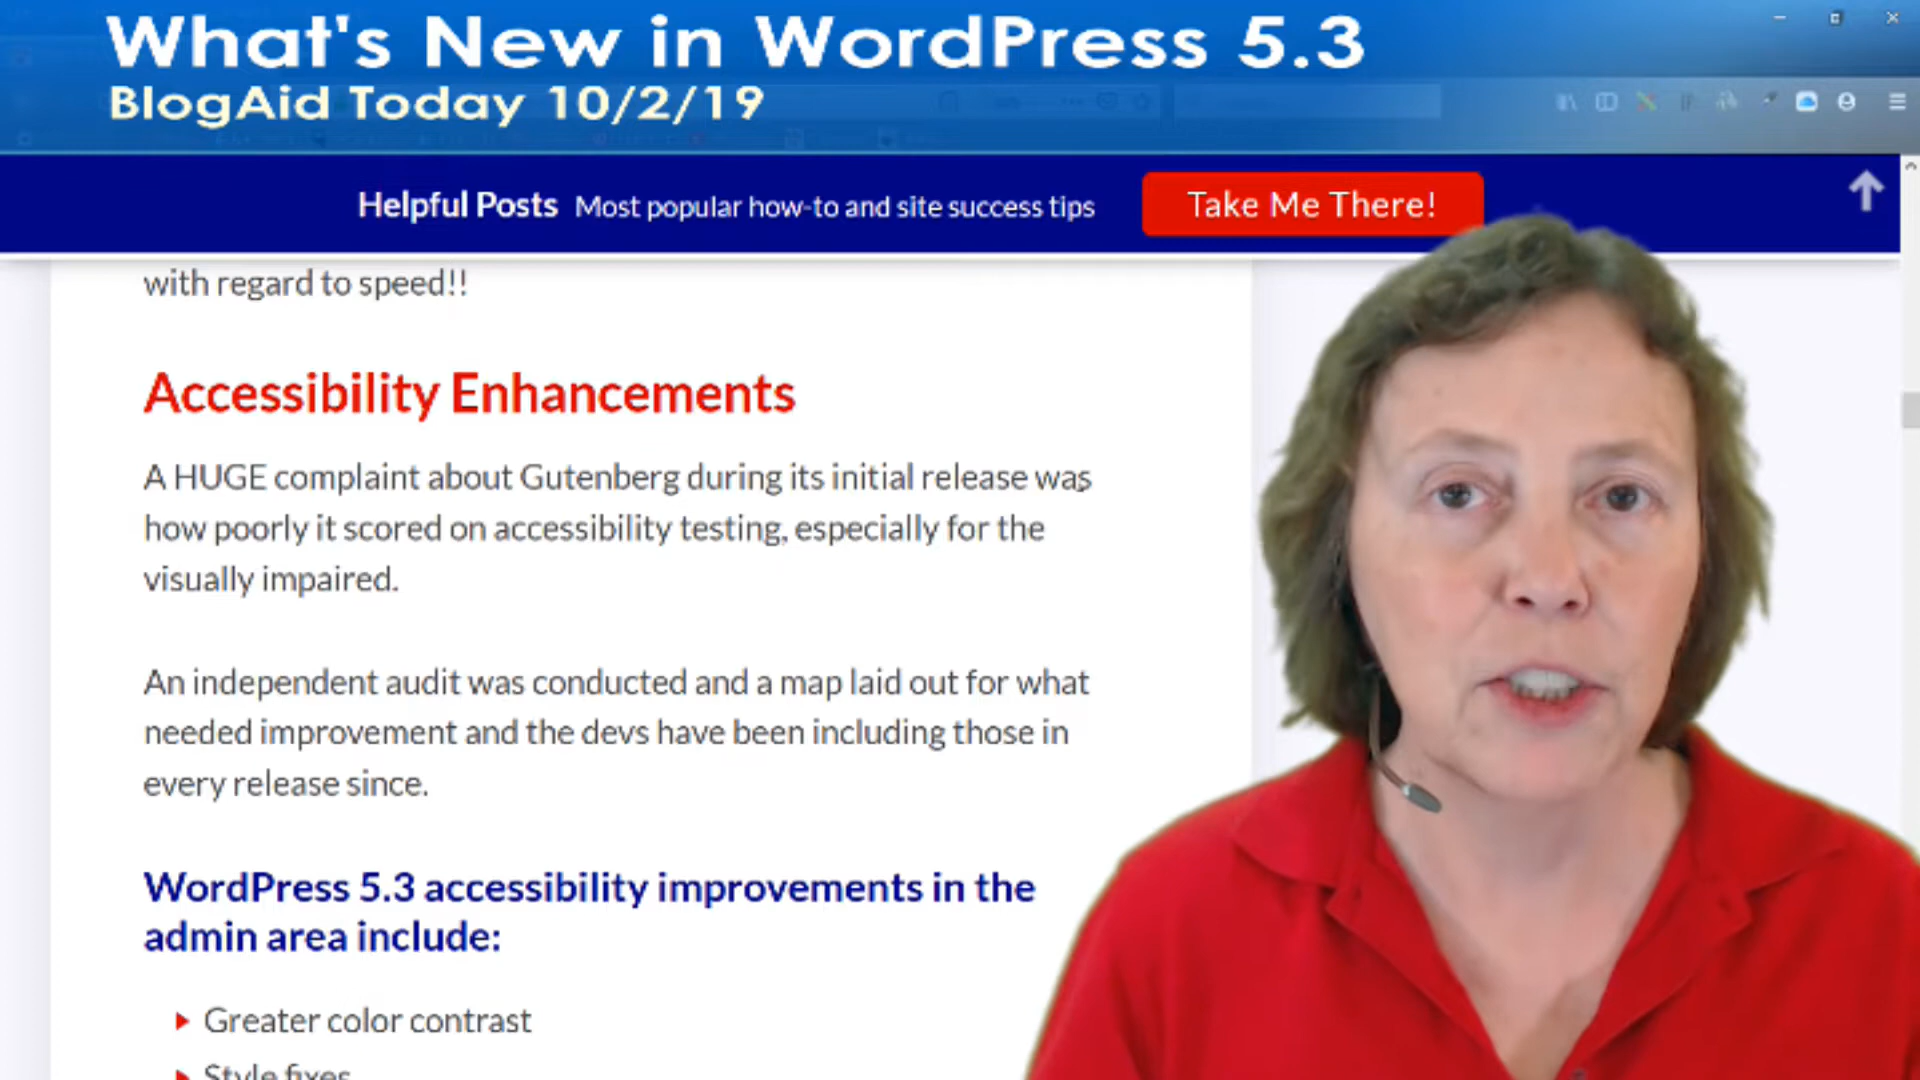 What's New in WordPress 5.3
BlogAid Today 10/2/19
Helpful Posts Most popular how-to and site success tips Take Me There!
with regard to speed!!
Accessibility Enhancements
A HUGE complaint about Gutenberg during its initial release was
how poorly it scored on accessibility testing, especially for the
visually impaired.
An independent audit was conducted and a map laid out for what
needed improvement and the devs have been including those in
every release since.
WordPress 5.3 accessibility improvements in the
admin area include:
Greater color contrast
Style fixes